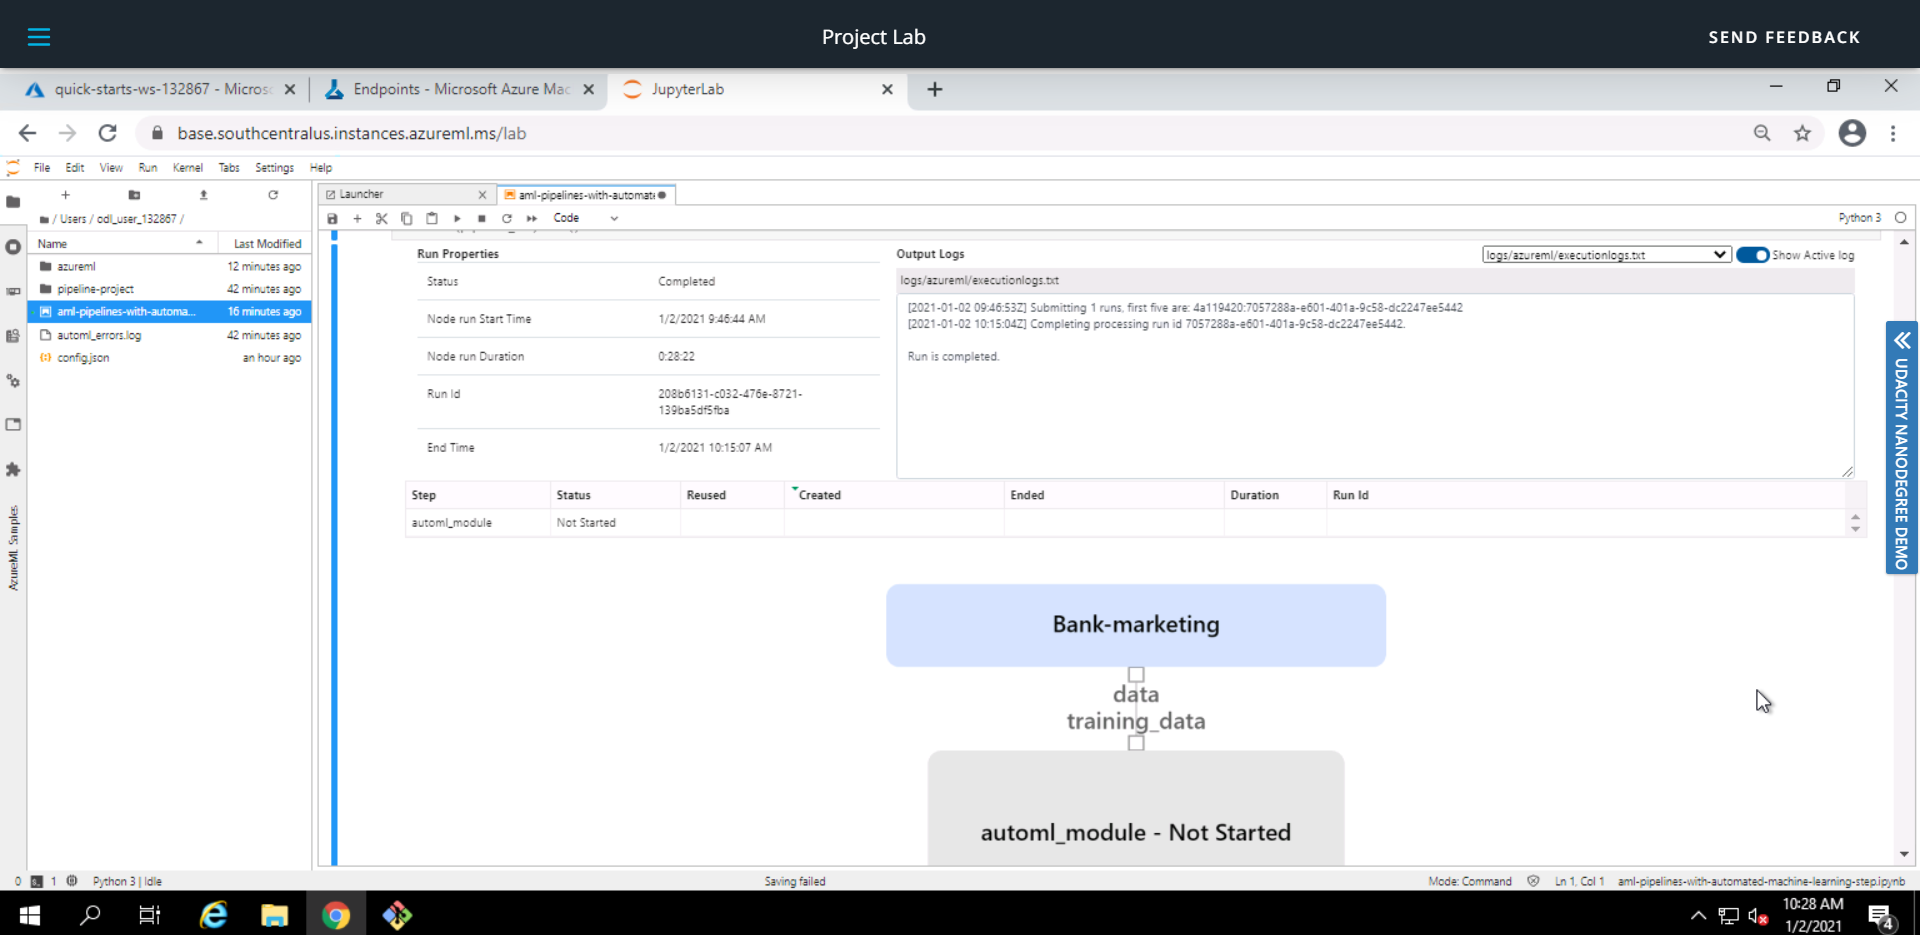 Project Lab
SEND FEEDBACK
quick-starts-ws-132867 - Micros
Endpoints - Microsoft Azure Mac
JupyterLab
base.southcentralus.instances.azureml.ms/lab
File Edit View Run Kernel Tabs Settings Help
Launcher
aml-pipelines-with-automate
/ Users / odl_user_132867 /
Code
Python 3
Name
Last Modified
azureml
12 minutes ago
pipeline-project
42 minutes ago
aml-pipelines-with-automa...
16 minutes ago
automl_errors.log
42 minutes ago
config.json
an hour ago
AzureML Samples
Run Properties
Status
Completed
Node run Start Time
1/2/2021 9:46:44 AM
Node run Duration
0:28:22
Run Id
208b6131-c032-476e-8721-
139ba5df5fba
End Time
1/2/2021 10:15:07 AM
Output Logs
logs/azureml/executionlogs.txt
Show Active log
logs/azureml/executionlogs.txt
[2021-01-02 09:46:53Z] Submitting 1 runs, first five are: 4a119420:7057288a-e601-401a-9c58-dc2247ee5442
[2021-01-02 10:15:04Z] Completing processing run id 7057288a-e601-401a-9c58-dc2247ee5442.
Run is completed.
Step Status Reused Created Ended Duration Run Id
automl_module Not Started
Bank-marketing
data
training_data
automl_module - Not Started
UDACITY NANODEGREE DEMO
0
1
Python 3 | Idle
Saving failed
Mode: Command
Ln 1, Col 1
aml-pipelines-with-automated-machine-learning-step.ipynb
10:28 AM
1/2/2021
4